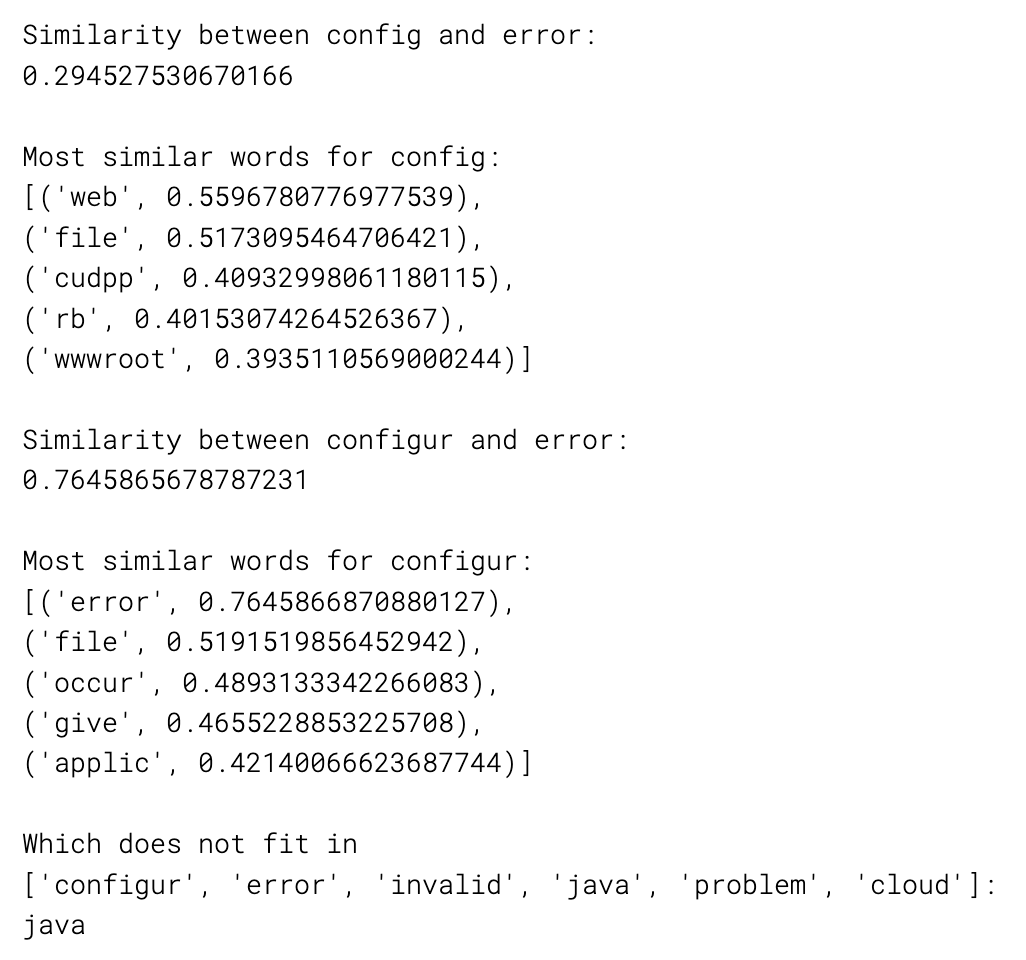 Similarity between config and error:
0.294527530670166
Most similar words for config:
[('web', 0.5596780776977539),
('file', 0.5173095464706421),
('cudpp', 0.40932998061180115),
('rb', 0.40153074264526367),
('wwwroot', 0.3935110569000244)]
Similarity between configur and error:
0.7645865678787231
Most similar words for configur:
[('error', 0.7645866870880127),
('file', 0.5191519856452942),
('occur', 0.4893133342266083),
('give', 0.4655228853225708),
('applic', 0.42140066623687744)]
Which does not fit in
['configur', 'error', 'invalid', 'java', 'problem', 'cloud']:
java